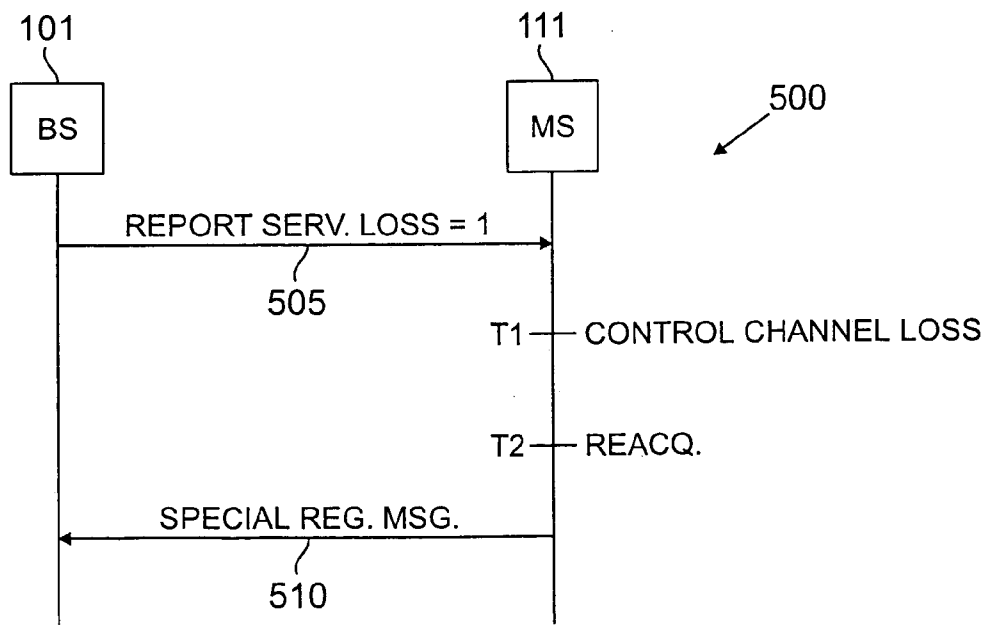 101
111
500
BS
MS
REPORT SERV. LOSS = 1
505
T1 CONTROL CHANNEL LOSS
T2 REACQ.
SPECIAL REG. MSG.
510